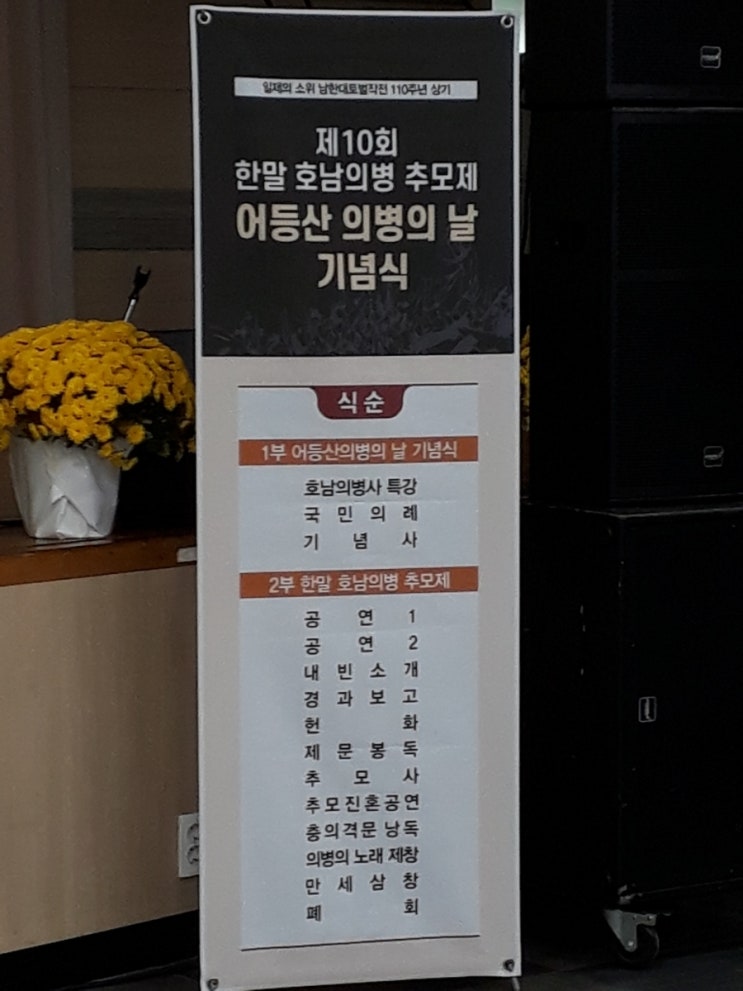 일제의 소위 남한대토벌작전 110주년 상기
제10회
한말 호남의병 추모제
어등산 의병의 날
기념식
식순
1부 어등산의병의 날 기념식
호남의병사 특강
국 민 의 례
기 념 사
2부 한말 호남의병 추모제
공 연 1
공 연 2
내 빈 소 개
경 과 보 고
헌 화
제 문 봉 독
추 모 사
추모진혼공연
충의격문 낭독
의병의 노래 제창
만 세 삼 창
폐 회